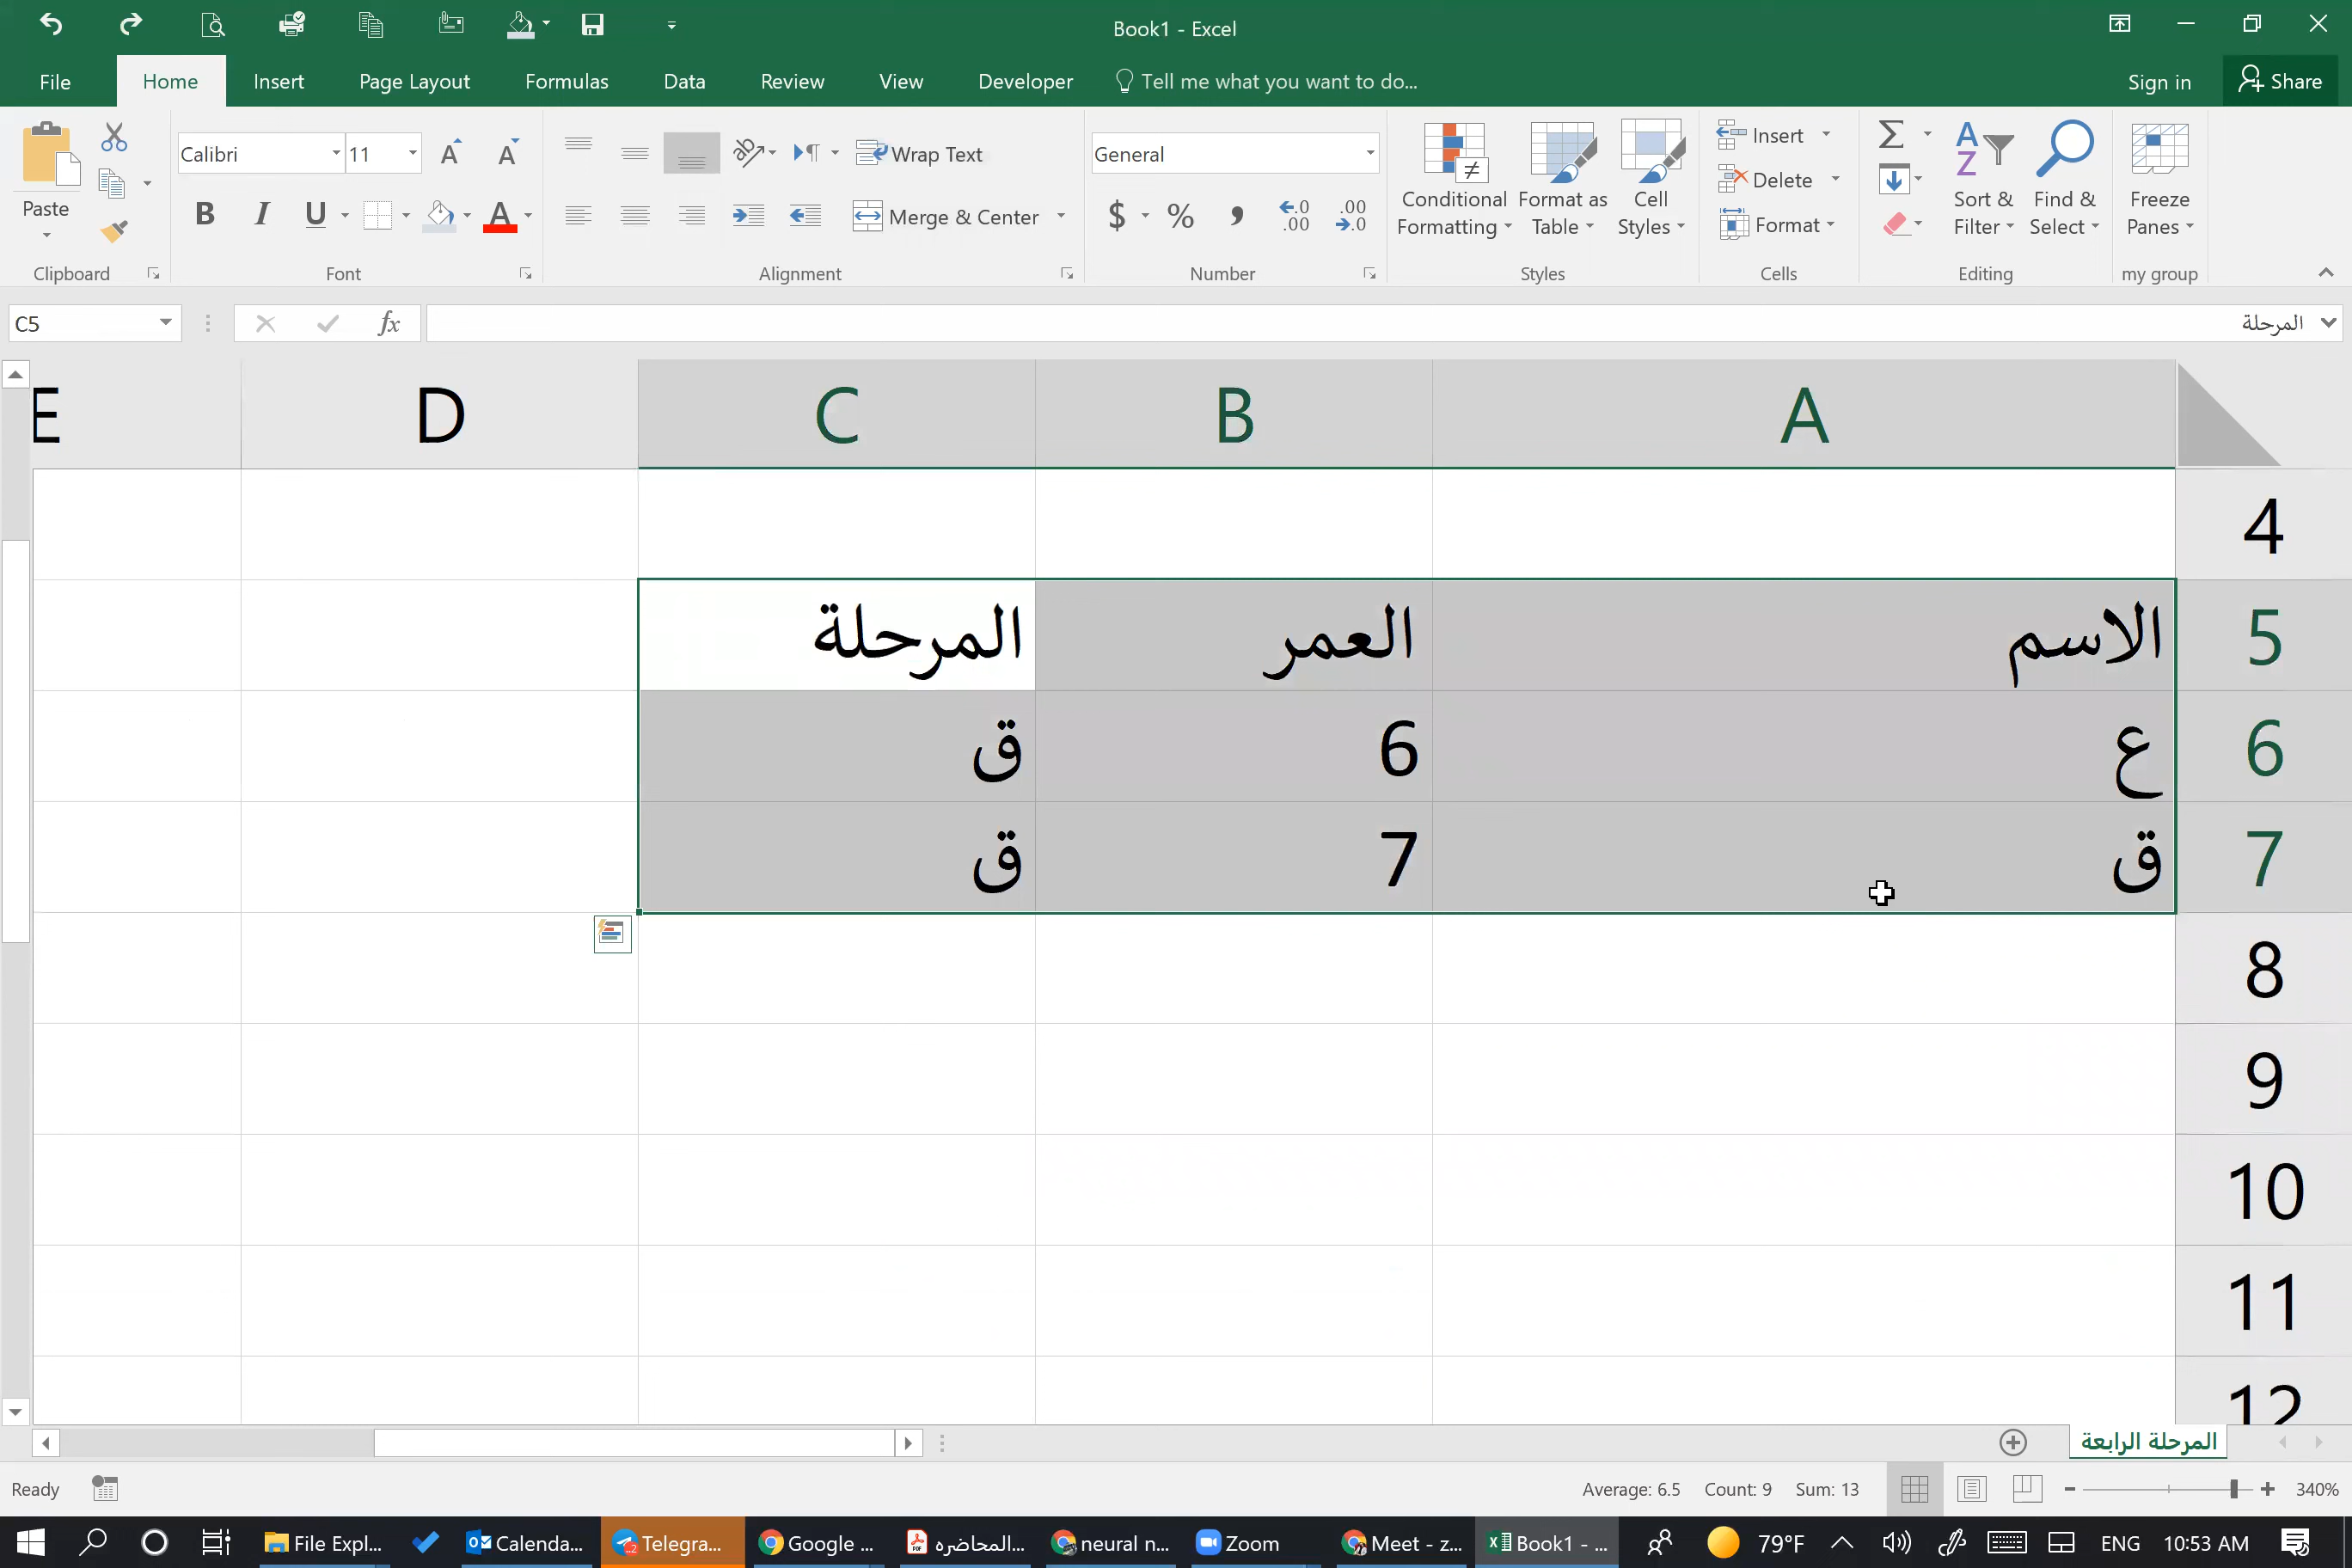 Book1 - Excel
File Home Insert Page Layout Formulas Data Review View Developer Tell me what you want to do... Sign in Share
Calibri 11 Wrap Text General Insert
Paste B I U Merge & Center $ % Conditional Formatting Format as Table Cell Styles Delete Format Sort & Filter Find & Select Freeze Panes
Clipboard Font Alignment Number Styles Cells Editing my group
C5 fx المرحلة
E D C B A
4
الاسم العمر المرحلة 5
ع 6 ق 6
ق 7 ق 7
8
9
10
11
12
المرحلة الرابعة
Ready Average: 6.5 Count: 9 Sum: 13 340%
File Expl... Calenda... Telegra... Google ... المحاضره... neural n... Zoom Meet - z... Book1 - ... 79°F ENG 10:53 AM